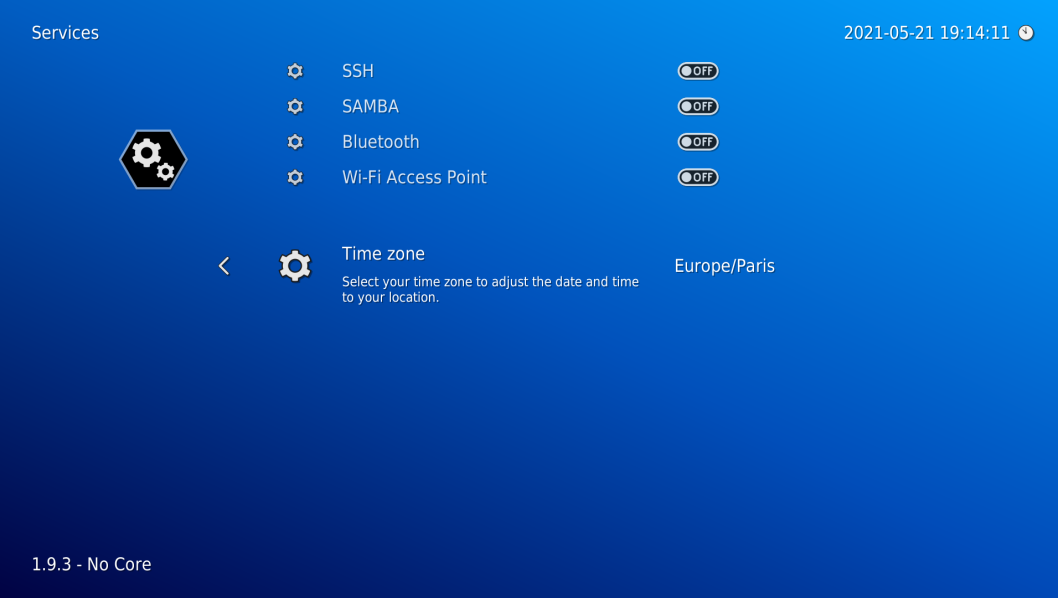 Services
2021-05-21 19:14:11
SSH
OFF
SAMBA
OFF
Bluetooth
OFF
Wi-Fi Access Point
OFF
Time zone
Select your time zone to adjust the date and time
to your location.
Europe/Paris
1.9.3 - No Core